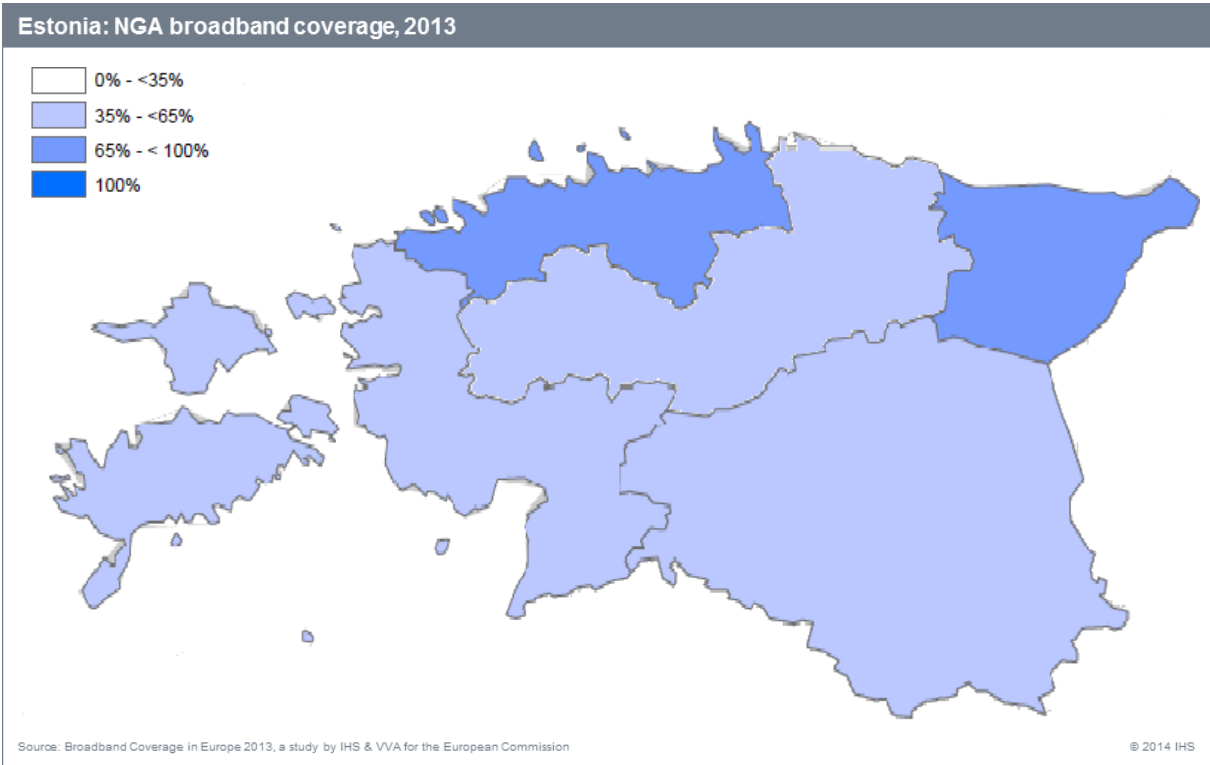 Estonia: NGA broadband coverage, 2013
0% - <35%
35% - <65%
65% - < 100%
100%
Source: Broadband Coverage in Europe 2013, a study by IHS & VVA for the European Commission
© 2014 IHS